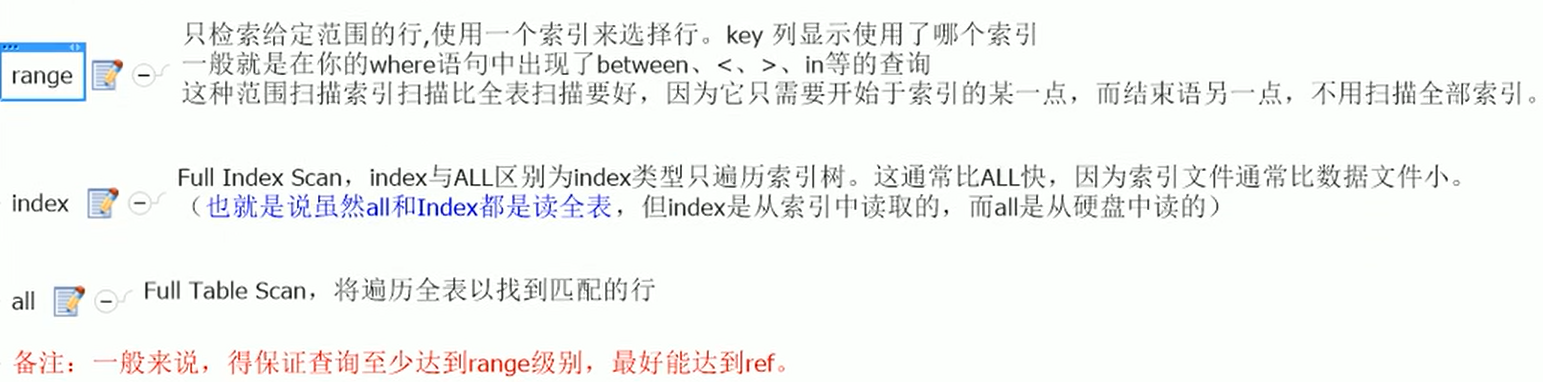 只检索给定范围的行,使用一个索引来选择行。key 列显示使用了哪个索引
range
一般就是在你的where语句中出现了between、<、>、in等的查询
这种范围扫描索引扫描比全表扫描要好，因为它只需要开始于索引的某一点，而结束语另一点，不用扫描全部索引。
Full Index Scan，index与ALL区别为index类型只遍历索引树。这通常比ALL快，因为索引文件通常比数据文件小。
index
（也就是说虽然all和Index都是读全表，但index是从索引中读取的，而all是从硬盘中读的）
all
Full Table Scan，将遍历全表以找到匹配的行
备注：一般来说，得保证查询至少达到range级别，最好能达到ref。